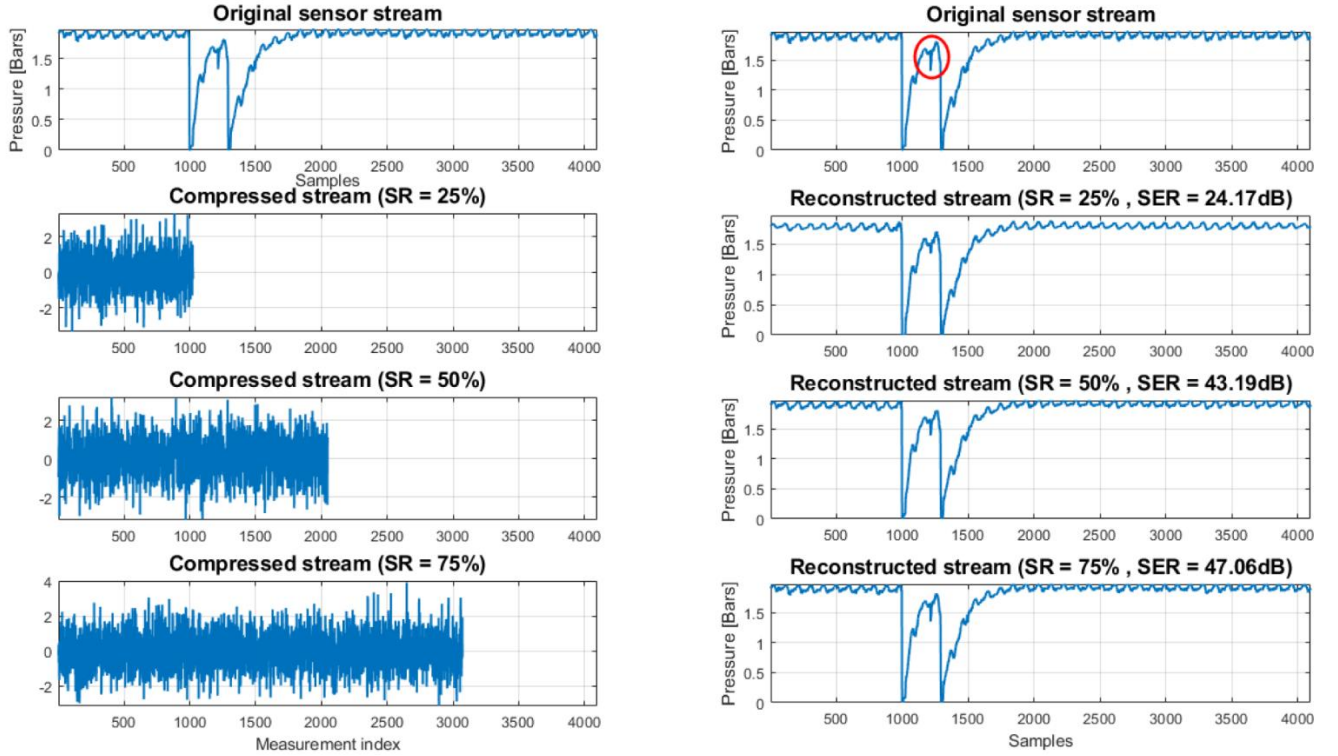 Original sensor stream
Pressure [Bars]
1.5
1
0.5
0
500 1000 1500 2000 2500 3000 3500 4000
Samples
Compressed stream (SR = 25%)
2
0
-2
500 1000 1500 2000 2500 3000 3500 4000
Compressed stream (SR = 50%)
2
0
-2
500 1000 1500 2000 2500 3000 3500 4000
Compressed stream (SR = 75%)
4
2
0
-2
500 1000 1500 2000 2500 3000 3500 4000
Measurement index
Original sensor stream
Pressure [Bars]
1.5
1
0.5
0
500 1000 1500 2000 2500 3000 3500 4000
Reconstructed stream (SR = 25% , SER = 24.17dB)
Pressure [Bars]
1.5
1
0.5
0
500 1000 1500 2000 2500 3000 3500 4000
Reconstructed stream (SR = 50% , SER = 43.19dB)
Pressure [Bars]
1.5
1
0.5
0
500 1000 1500 2000 2500 3000 3500 4000
Reconstructed stream (SR = 75% , SER = 47.06dB)
Pressure [Bars]
1.5
1
0.5
0
500 1000 1500 2000 2500 3000 3500 4000
Samples